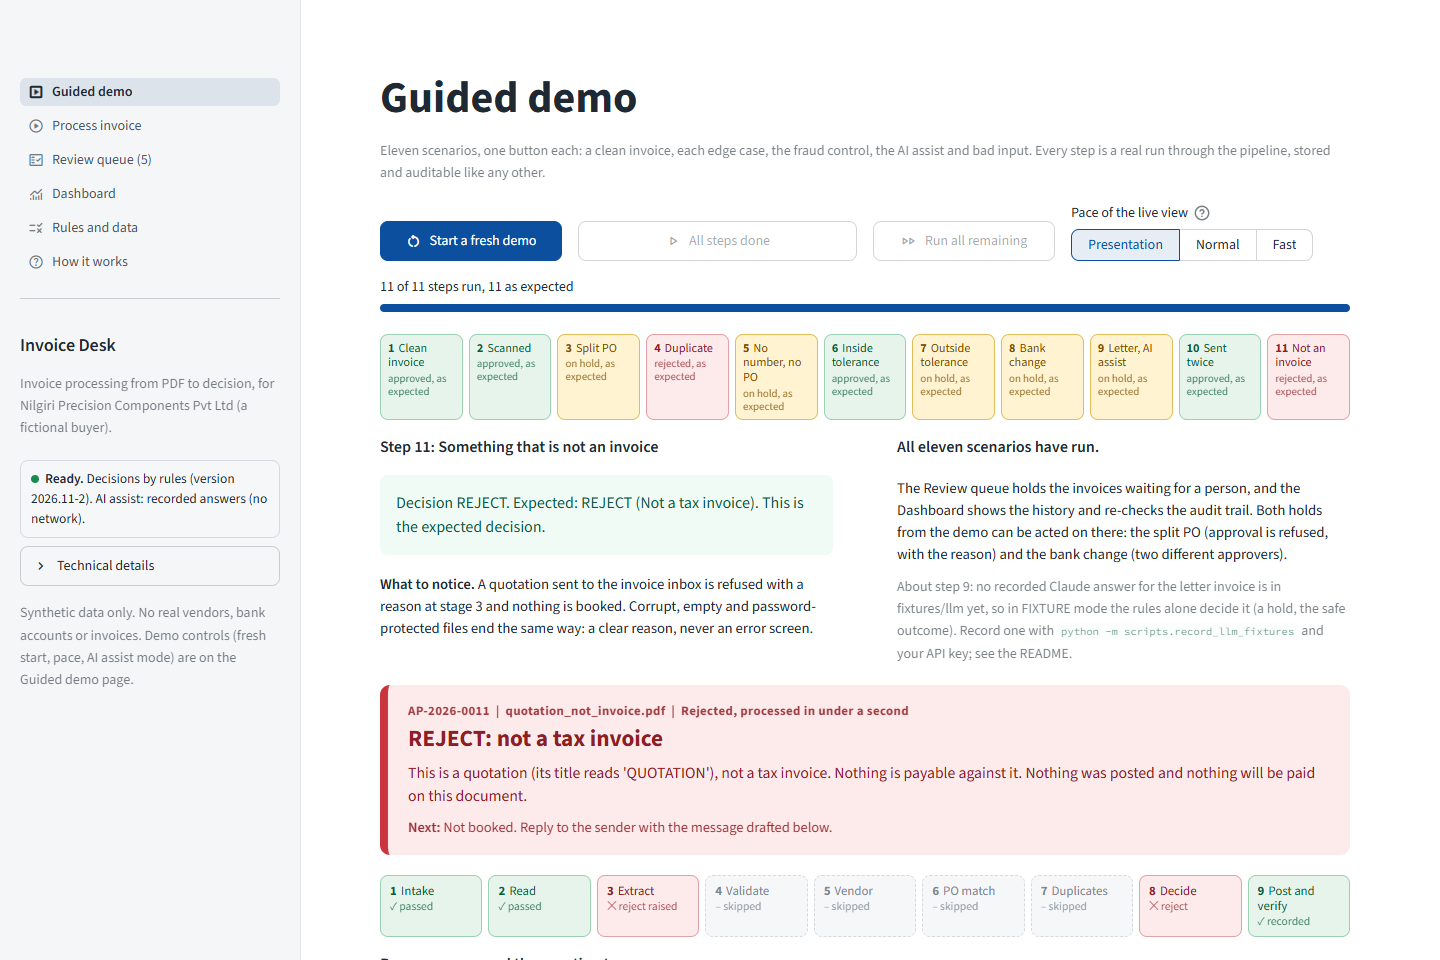 Guided demo
Process invoice
Review queue (5)
Dashboard
Rules and data
How it works
Invoice Desk
Invoice processing from PDF to decision, for
Nilgiri Precision Components Pvt Ltd (a
fictional buyer).
Ready. Decisions by rules (version
2026.11-2). AI assist: recorded answers (no
network).
Technical details
Synthetic data only. No real vendors, bank
accounts or invoices. Demo controls (fresh
start, pace, AI assist mode) are on the
Guided demo page.
Guided demo
Eleven scenarios, one button each: a clean invoice, each edge case, the fraud control, the AI assist and bad input. Every step is a real run through the pipeline, stored
and auditable like any other.
Start a fresh demo
All steps done
Run all remaining
Pace of the live view
Presentation
Normal
Fast
11 of 11 steps run, 11 as expected
1 Clean
invoice
approved, as
expected
2 Scanned
approved, as
expected
3 Split PO
on hold, as
expected
4 Duplicate
rejected, as
expected
5 No
number, no
PO
on hold, as
expected
6 Inside
tolerance
approved, as
expected
7 Outside
tolerance
on hold, as
expected
8 Bank
change
on hold, as
expected
9 Letter, AI
assist
on hold, as
expected
10 Sent
twice
approved, as
expected
11 Not an
invoice
rejected, as
expected
Step 11: Something that is not an invoice
Decision REJECT. Expected: REJECT (Not a tax invoice). This is
the expected decision.
What to notice. A quotation sent to the invoice inbox is refused with a
reason at stage 3 and nothing is booked. Corrupt, empty and password-
protected files end the same way: a clear reason, never an error screen.
All eleven scenarios have run.
The Review queue holds the invoices waiting for a person, and the
Dashboard shows the history and re-checks the audit trail. Both holds
from the demo can be acted on there: the split PO (approval is refused,
with the reason) and the bank change (two different approvers).
About step 9: no recorded Claude answer for the letter invoice is in
fixtures/llm yet, so in FIXTURE mode the rules alone decide it (a hold, the safe
outcome). Record one with python -m scripts.record_llm_fixtures and
your API key; see the README.
AP-2026-0011 | quotation_not_invoice.pdf | Rejected, processed in under a second
REJECT: not a tax invoice
This is a quotation (its title reads 'QUOTATION'), not a tax invoice. Nothing is payable against it. Nothing was posted and nothing will be paid
on this document.
Next: Not booked. Reply to the sender with the message drafted below.
1 Intake
✓ passed
2 Read
✓ passed
3 Extract
✕ reject raised
4 Validate
– skipped
5 Vendor
– skipped
6 PO match
– skipped
7 Duplicates
– skipped
8 Decide
✕ reject
9 Post and
verify
✓ recorded